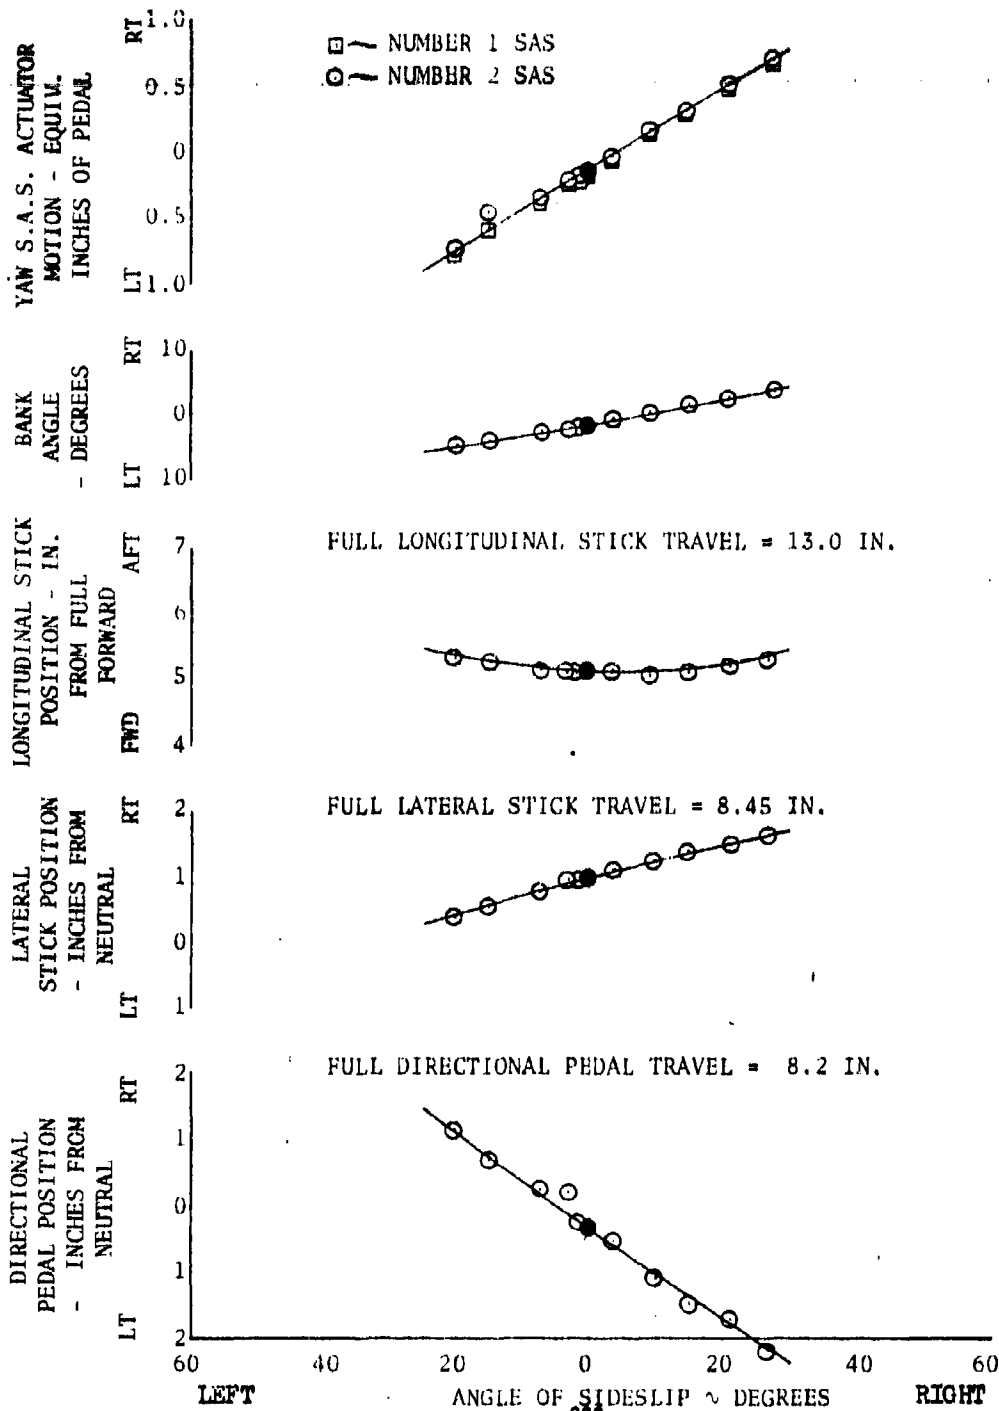 YAW S.A.S. ACTUATOR
MOTION - EQUIV.
INCHES OF PEDAL
LT RT
1.0
0.5
0
0.5
1.0
NUMBER 1 SAS
NUMBER 2 SAS
BANK
ANGLE
- DEGREES
LT RT
10
0
10
LONGITUDINAL STICK
POSITION - IN.
FROM FULL
FORWARD
FWD AFT
7
6
5
4
FULL LONGITUDINAL STICK TRAVEL = 13.0 IN.
LATERAL
STICK POSITION
- INCHES FROM
NEUTRAL
LT RT
2
1
0
1
FULL LATERAL STICK TRAVEL = 8.45 IN.
DIRECTIONAL
PEDAL POSITION
- INCHES FROM
NEUTRAL
LT RT
2
1
0
1
2
FULL DIRECTIONAL PEDAL TRAVEL = 8.2 IN.
60 40 20 0 20 40 60
LEFT ANGLE OF SIDESLIP ~ DEGREES RIGHT